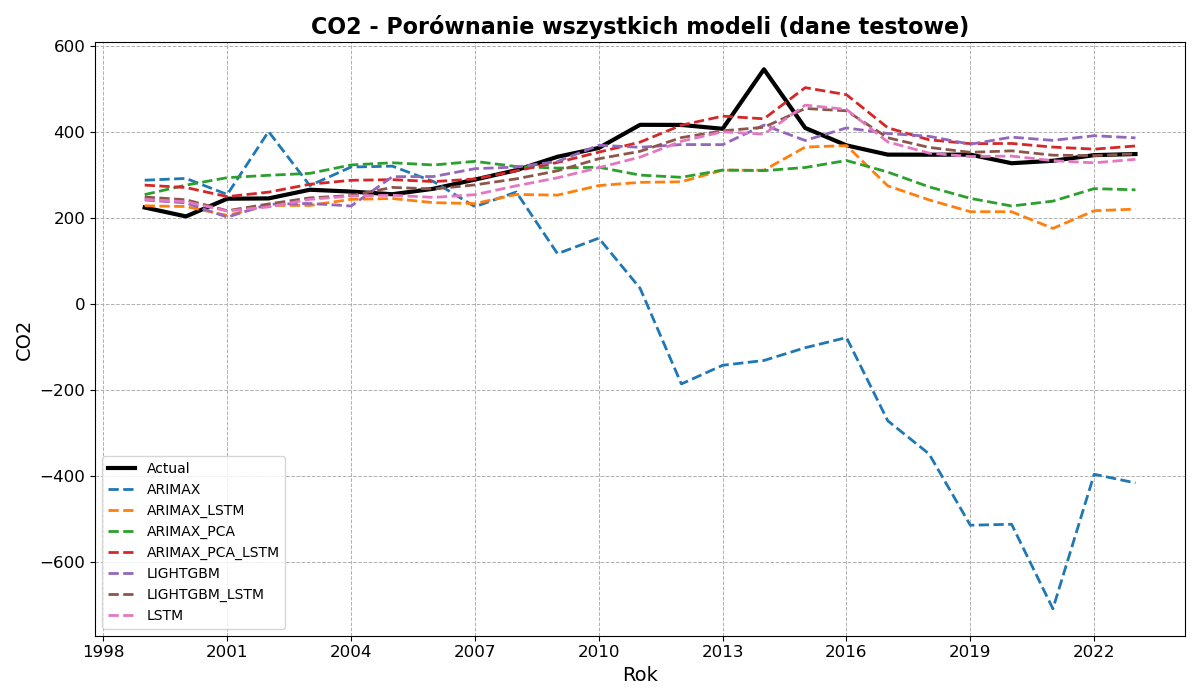 CO2 - Porównanie wszystkich modeli (dane testowe)
600
400
200
0
−200
−400
−600
CO2
Actual
ARIMAX
ARIMAX_LSTM
ARIMAX_PCA
ARIMAX_PCA_LSTM
LIGHTGBM
LIGHTGBM_LSTM
LSTM
1998 2001 2004 2007 2010 2013 2016 2019 2022
Rok